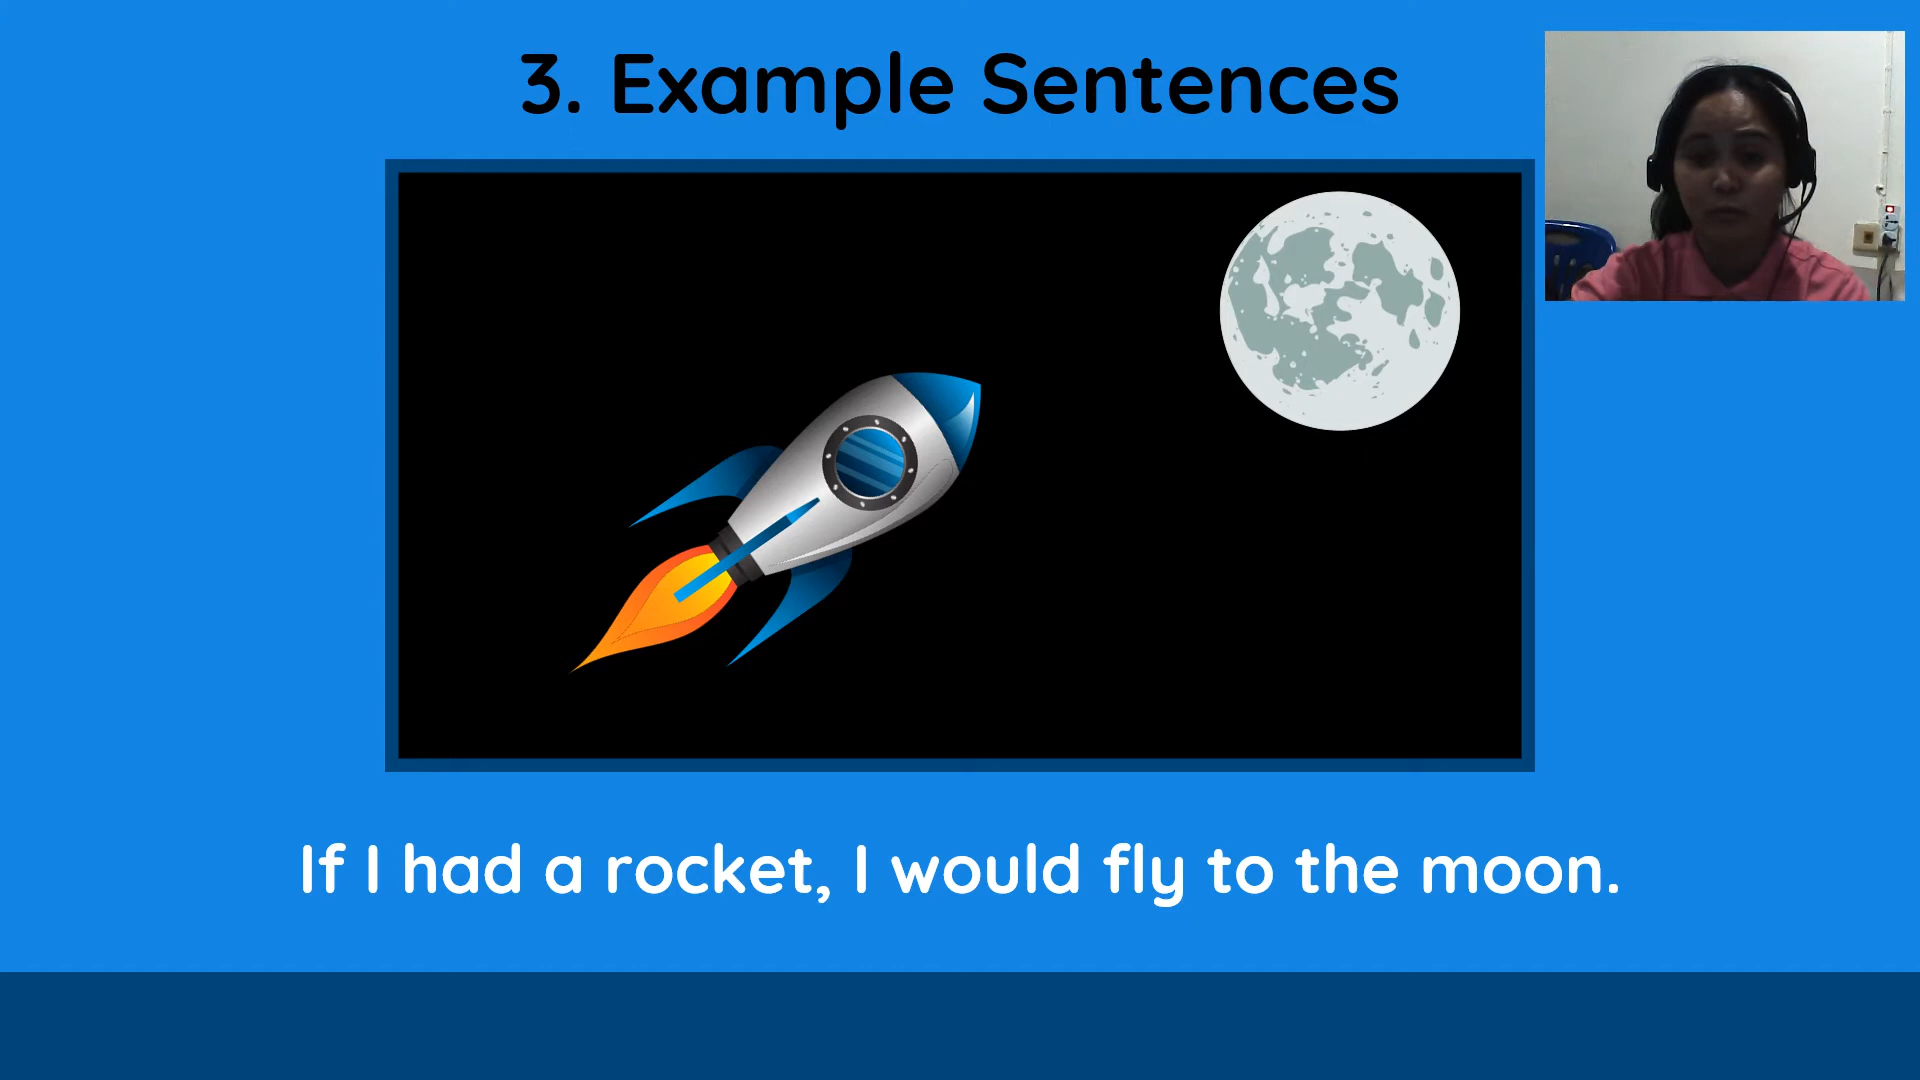 3. Example Sentences
If I had a rocket, I would fly to the moon.